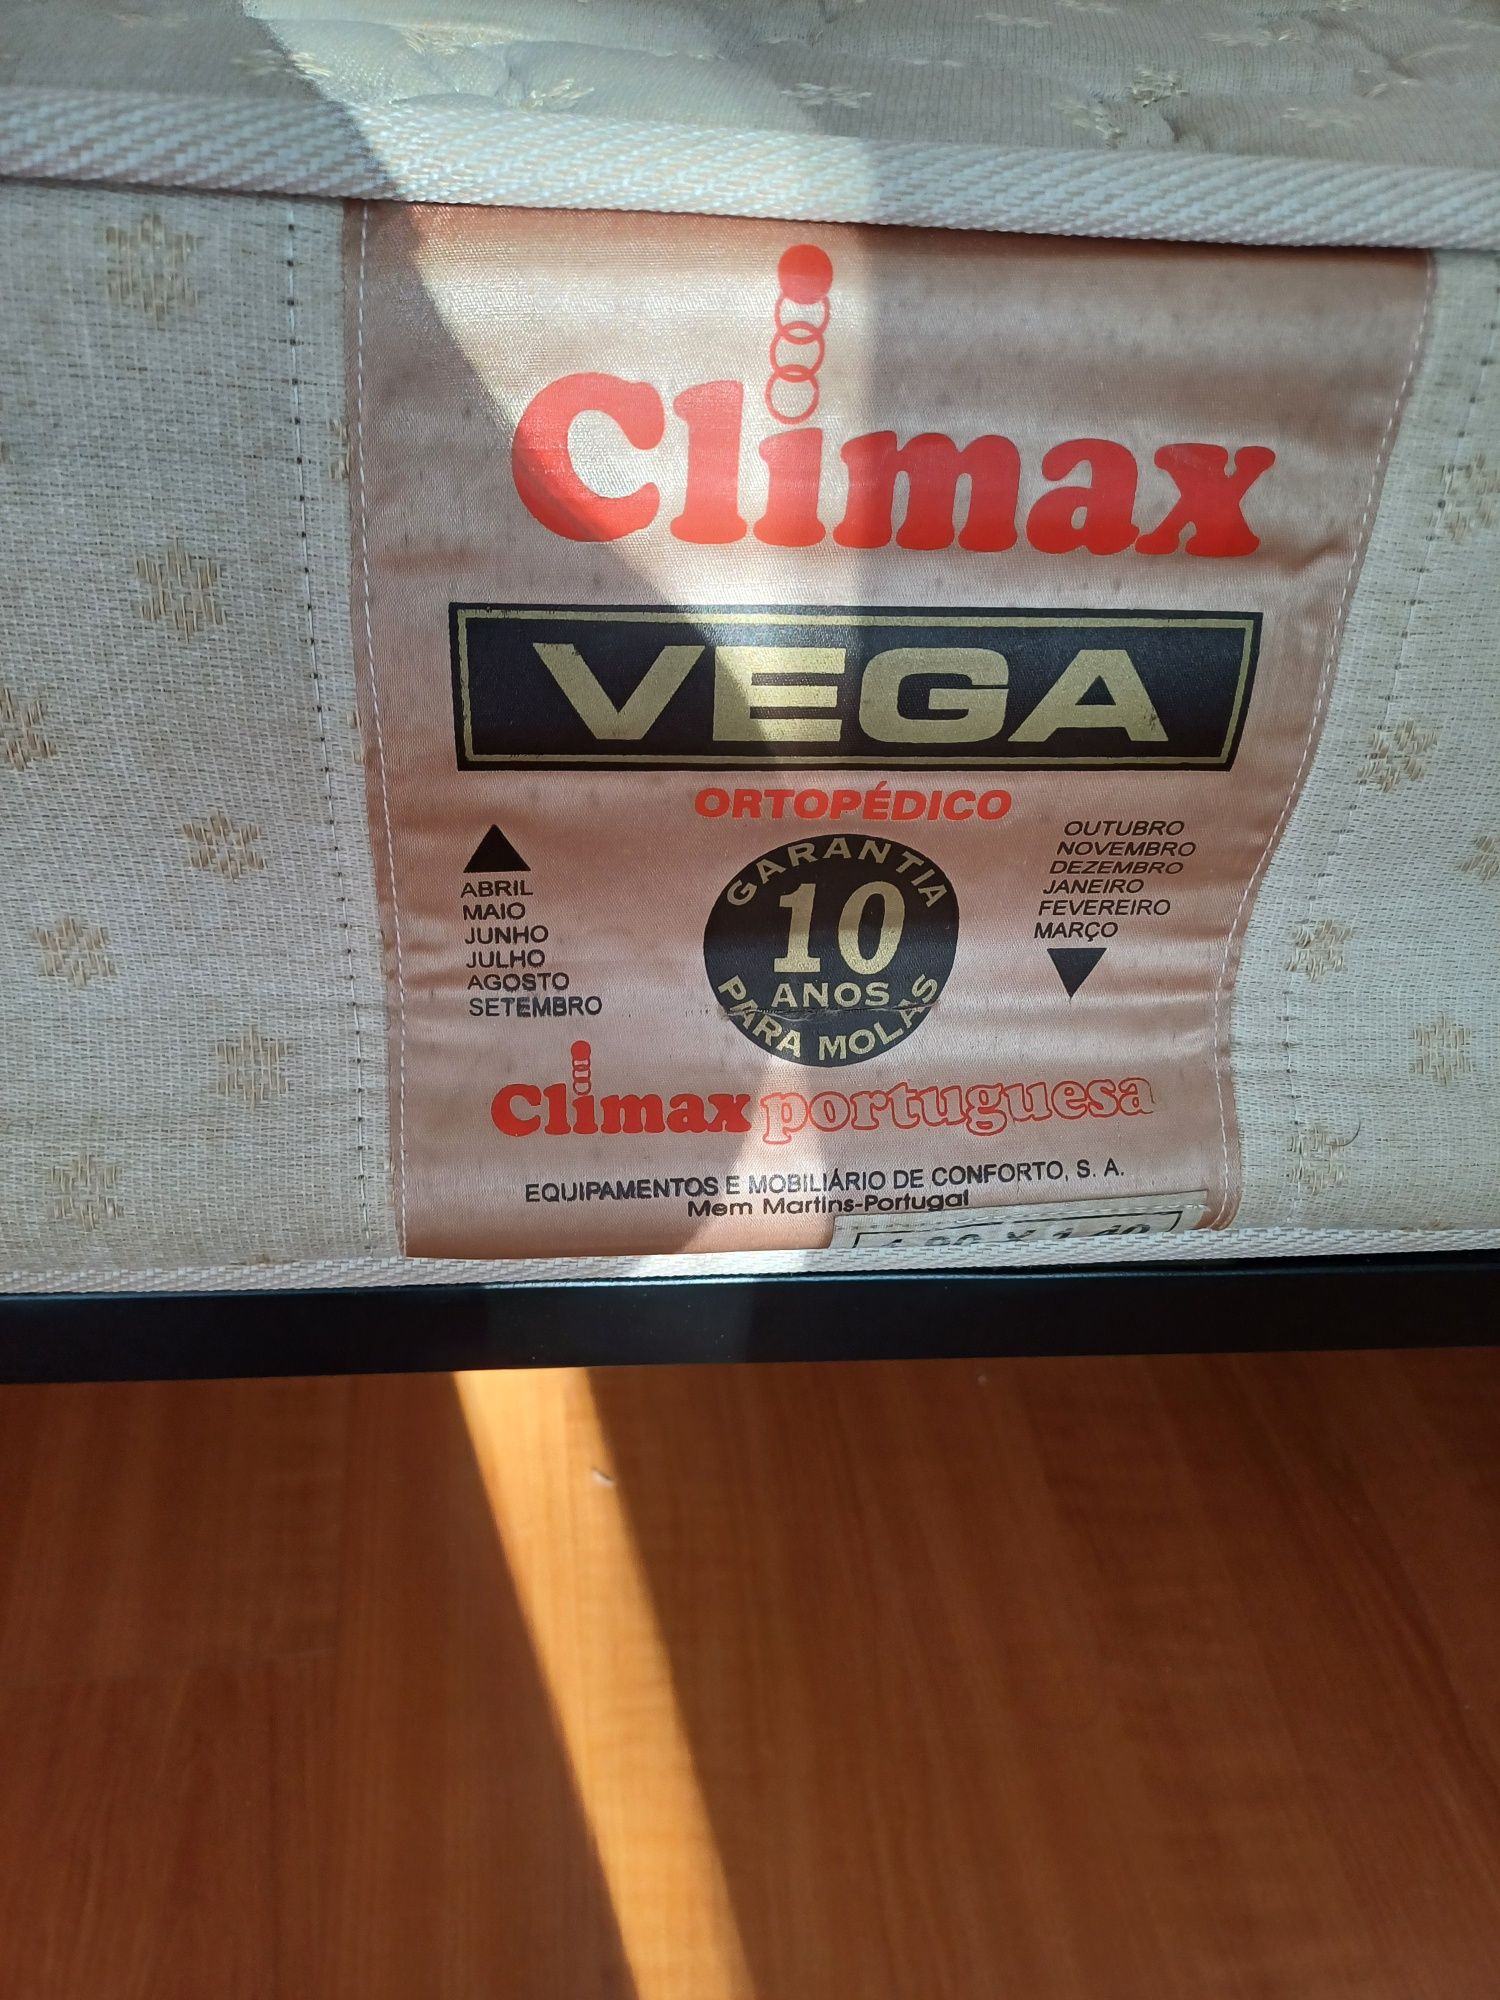 Climax
VEGA
ORTOPÉDICO
ABRIL
MAIO
JUNHO
JULHO
AGOSTO
SETEMBRO
GARANTIA
10
ANOS
PARA MOLAS
OUTUBRO
NOVEMBRO
DEZEMBRO
JANEIRO
FEVEREIRO
MARÇO
Climax portuguesa
EQUIPAMENTOS E MOBILIÁRIO DE CONFORTO, S. A.
Mem Martins-Portugal